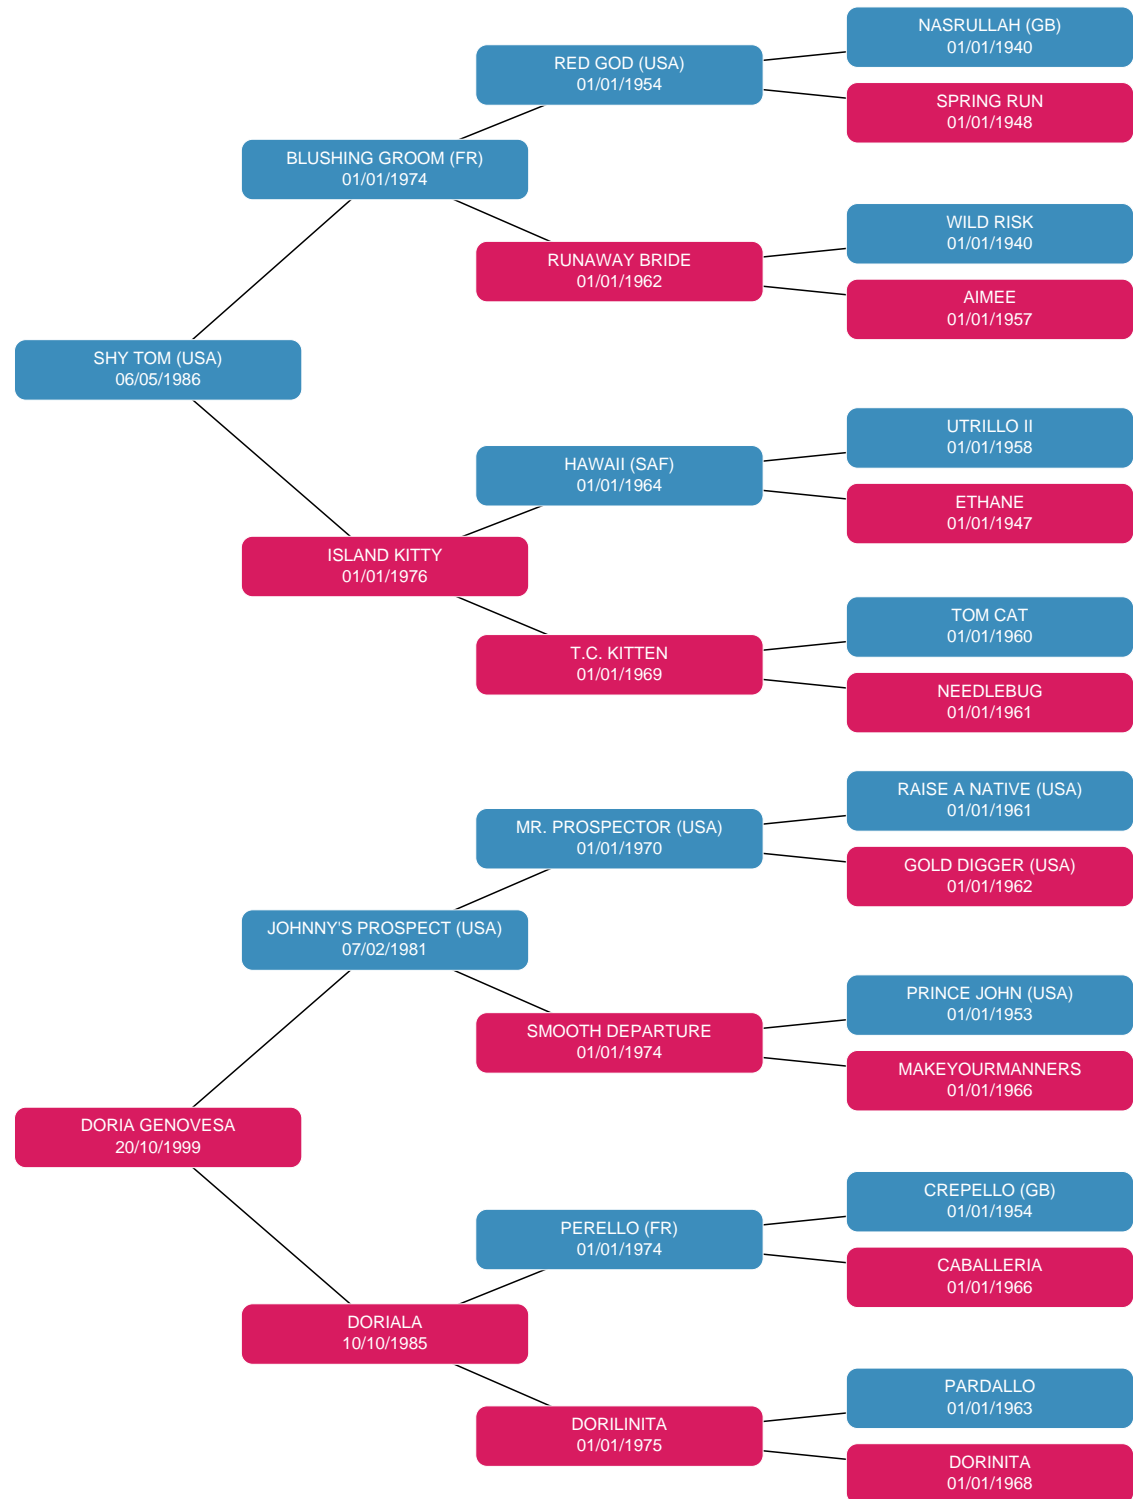 NASRULLAH (GB)
01/01/1940
RED GOD (USA)
01/01/1954
SPRING RUN
01/01/1948
BLUSHING GROOM (FR)
01/01/1974
WILD RISK
01/01/1940
RUNAWAY BRIDE
01/01/1962
AIMEE
01/01/1957
SHY TOM (USA)
06/05/1986
UTRILLO II
01/01/1958
HAWAII (SAF)
01/01/1964
ETHANE
01/01/1947
ISLAND KITTY
01/01/1976
TOM CAT
01/01/1960
T.C. KITTEN
01/01/1969
NEEDLEBUG
01/01/1961
RAISE A NATIVE (USA)
01/01/1961
MR. PROSPECTOR (USA)
01/01/1970
GOLD DIGGER (USA)
01/01/1962
JOHNNY'S PROSPECT (USA)
07/02/1981
PRINCE JOHN (USA)
01/01/1953
SMOOTH DEPARTURE
01/01/1974
MAKEYOURMANNERS
01/01/1966
DORIA GENOVESA
20/10/1999
CREPELLO (GB)
01/01/1954
PERELLO (FR)
01/01/1974
CABALLERIA
01/01/1966
DORIALA
10/10/1985
PARDALLO
01/01/1963
DORILINITA
01/01/1975
DORINITA
01/01/1968